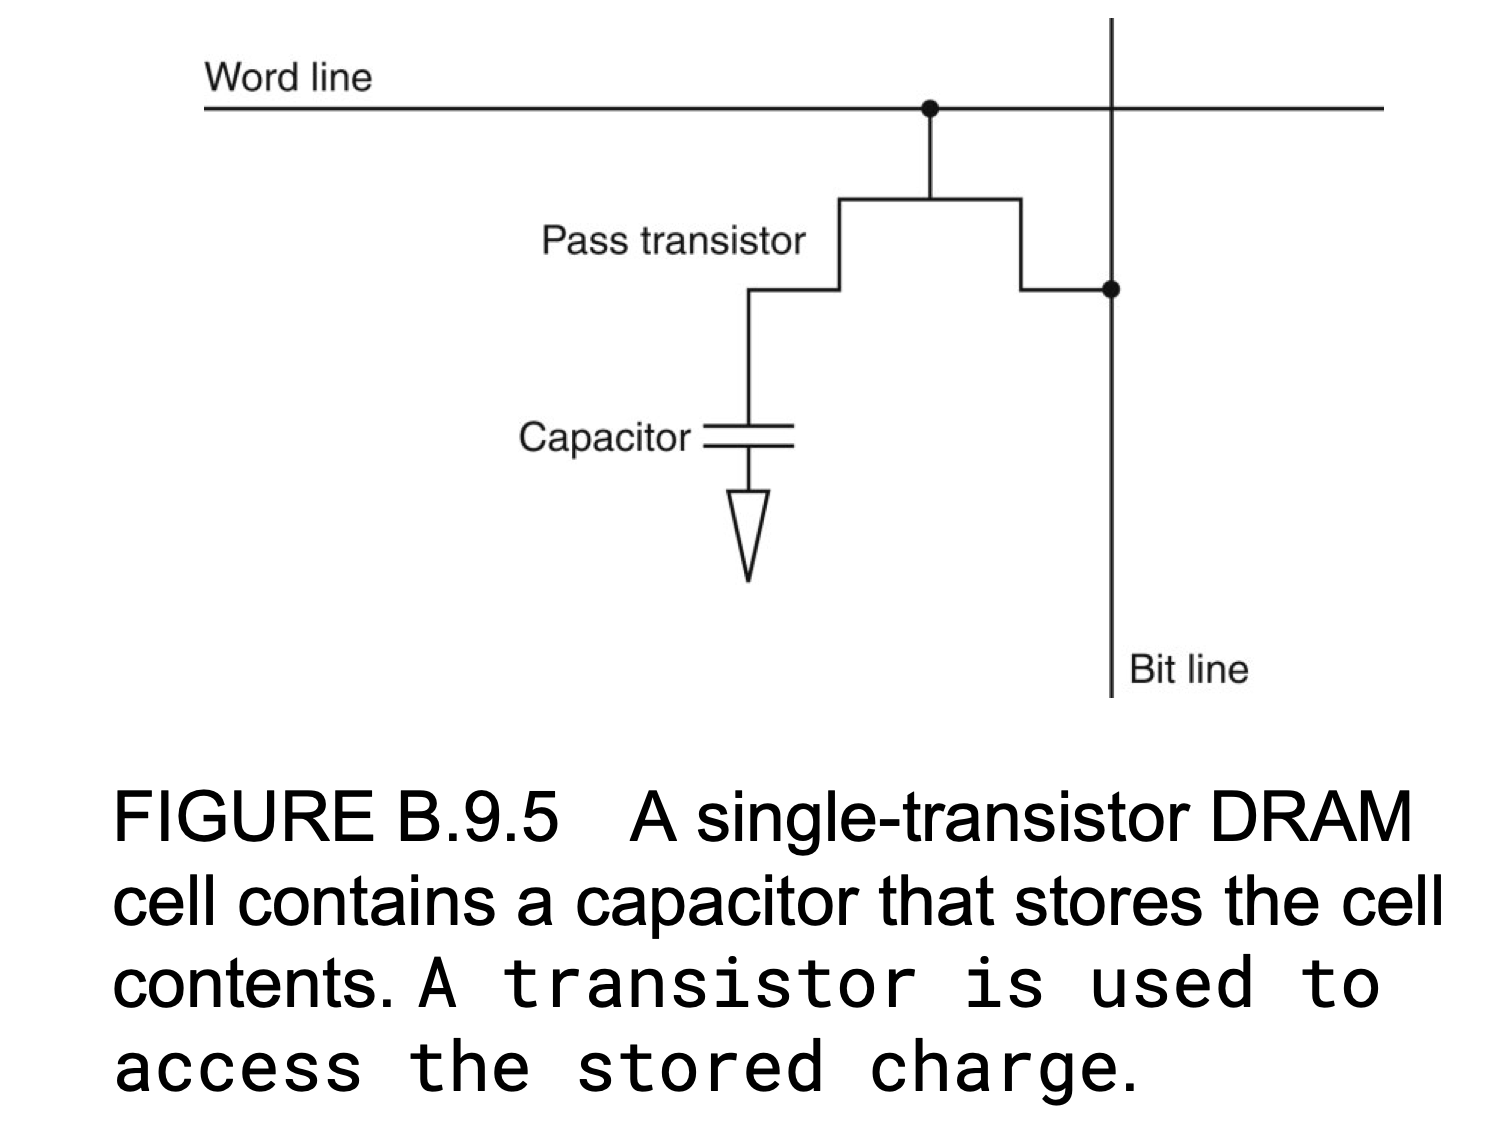 Word line
Pass transistor
Capacitor
Bit line
FIGURE B.9.5 A single-transistor DRAM
cell contains a capacitor that stores the cell
contents. A transistor is used to
access the stored charge.